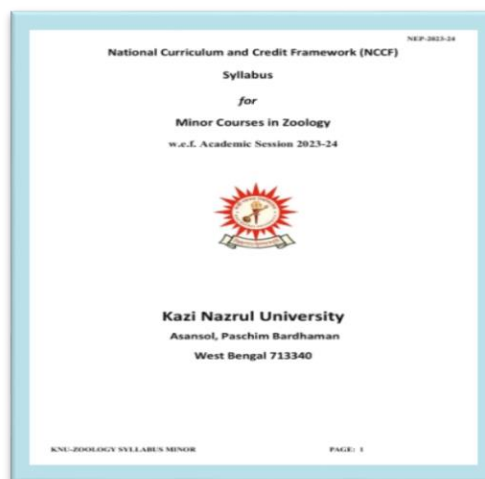 NEP-2023-24
National Curriculum and Credit Framework (NCCF)
Syllabus
for
Minor Courses in Zoology
w.e.f. Academic Session 2023-24
Kazi Nazrul University
Asansol, Paschim Bardhaman
West Bengal 713340
KNU-ZOOLOGY SYLLABUS MINOR PAGE: 1